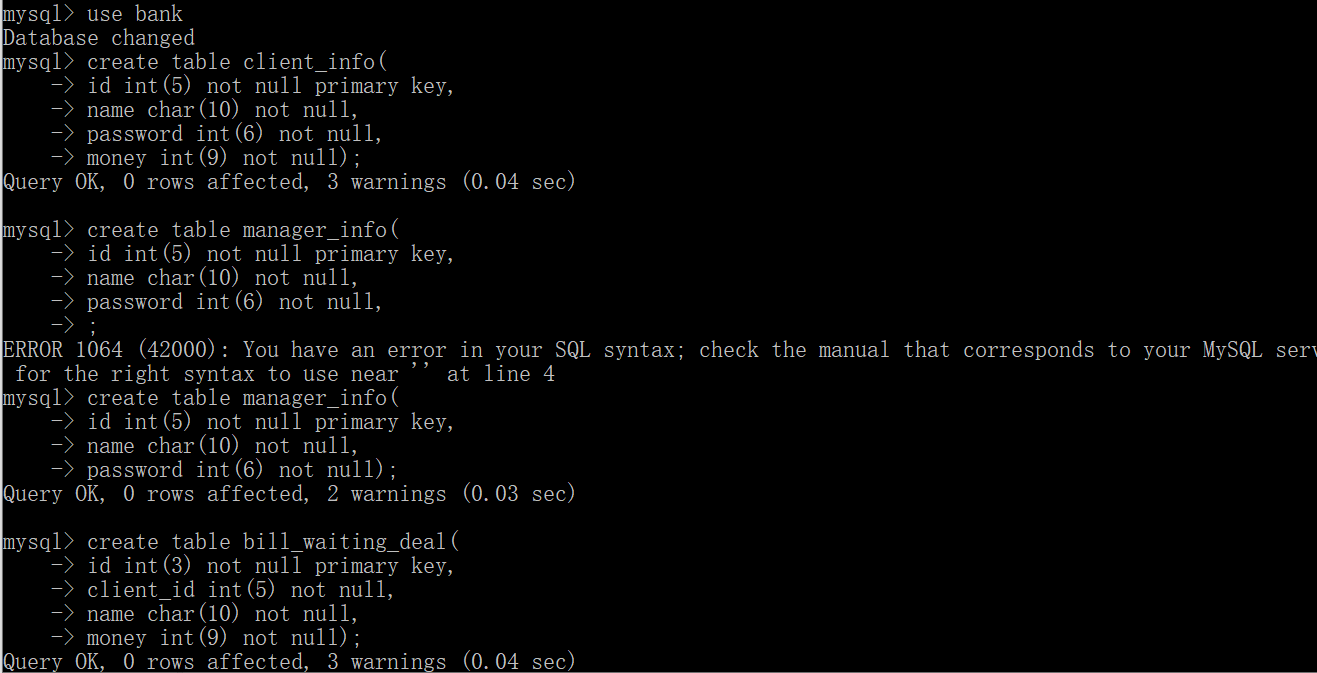 mysql> use bank
Database changed
mysql> create table client_info(
    -> id int(5) not null primary key,
    -> name char(10) not null,
    -> password int(6) not null,
    -> money int(9) not null);
Query OK, 0 rows affected, 3 warnings (0.04 sec)

mysql> create table manager_info(
    -> id int(5) not null primary key,
    -> name char(10) not null,
    -> password int(6) not null,
    -> ;
ERROR 1064 (42000): You have an error in your SQL syntax; check the manual that corresponds to your MySQL serv
 for the right syntax to use near '' at line 4
mysql> create table manager_info(
    -> id int(5) not null primary key,
    -> name char(10) not null,
    -> password int(6) not null);
Query OK, 0 rows affected, 2 warnings (0.03 sec)

mysql> create table bill_waiting_deal(
    -> id int(3) not null primary key,
    -> client_id int(5) not null,
    -> name char(10) not null,
    -> money int(9) not null);
Query OK, 0 rows affected, 3 warnings (0.04 sec)